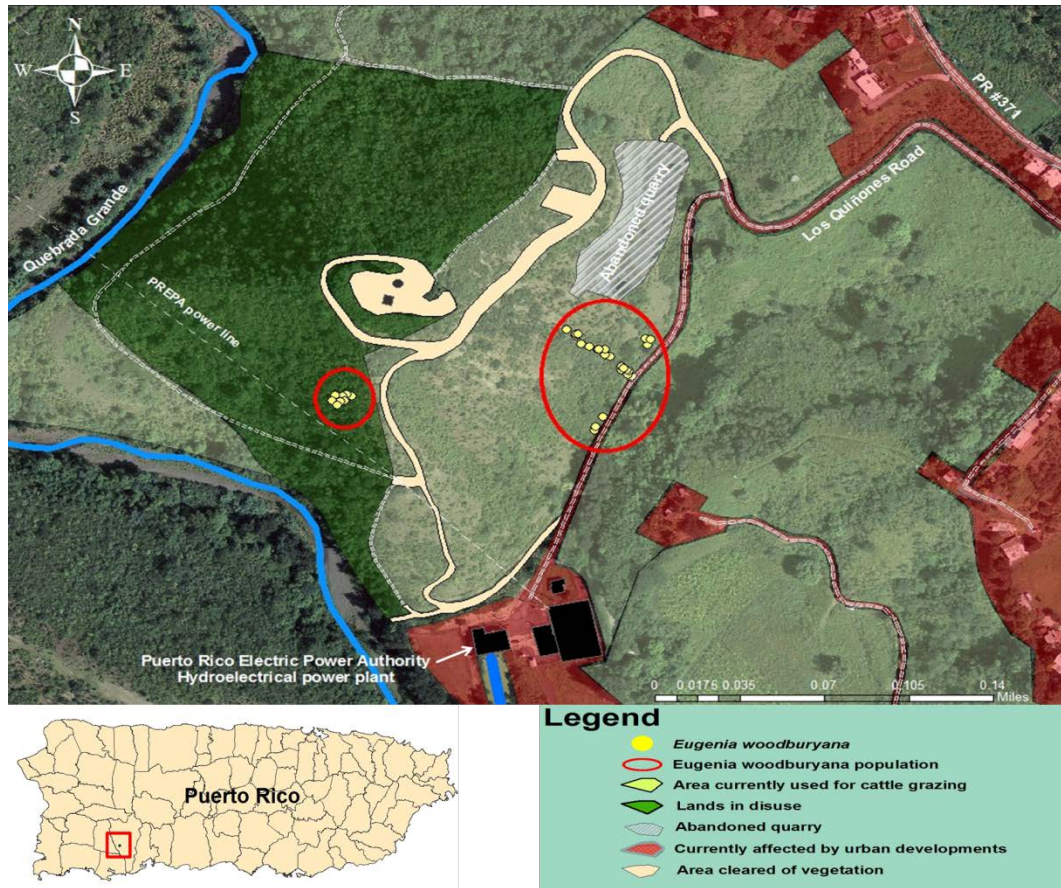 N
W E
S
PR #371
Los Quiñones Road
Quebrada Grande
Abandoned quarry
PREPA power line
Puerto Rico Electric Power Authority
Hydroelectrical power plant
0 0.0175 0.035 0.07 0.105 0.14
Miles
Puerto Rico
Legend
Eugenia woodburyana
Eugenia woodburyana population
Area currently used for cattle grazing
Lands in disuse
Abandoned quarry
Currently affected by urban developments
Area cleared of vegetation